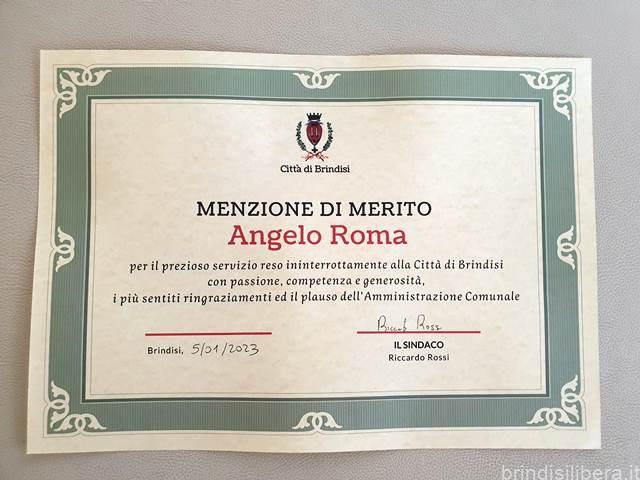 Città di Brindisi
MENZIONE DI MERITO
Angelo Roma
per il prezioso servizio reso ininterrottamente alla Città di Brindisi
con passione, competenza e generosità,
i più sentiti ringraziamenti ed il plauso dell'Amministrazione Comunale
Riccardo Rossi
Brindisi, 5/01/2023
IL SINDACO
Riccardo Rossi
brindisilibera.it